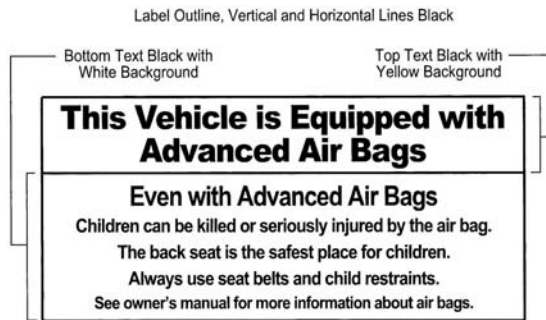 Label Outline, Vertical and Horizontal Lines Black
Bottom Text Black with
White Background
Top Text Black with
Yellow Background
This Vehicle is Equipped with
Advanced Air Bags
Even with Advanced Air Bags
Children can be killed or seriously injured by the air bag.
The back seat is the safest place for children.
Always use seat belts and child restraints.
See owner's manual for more information about air bags.